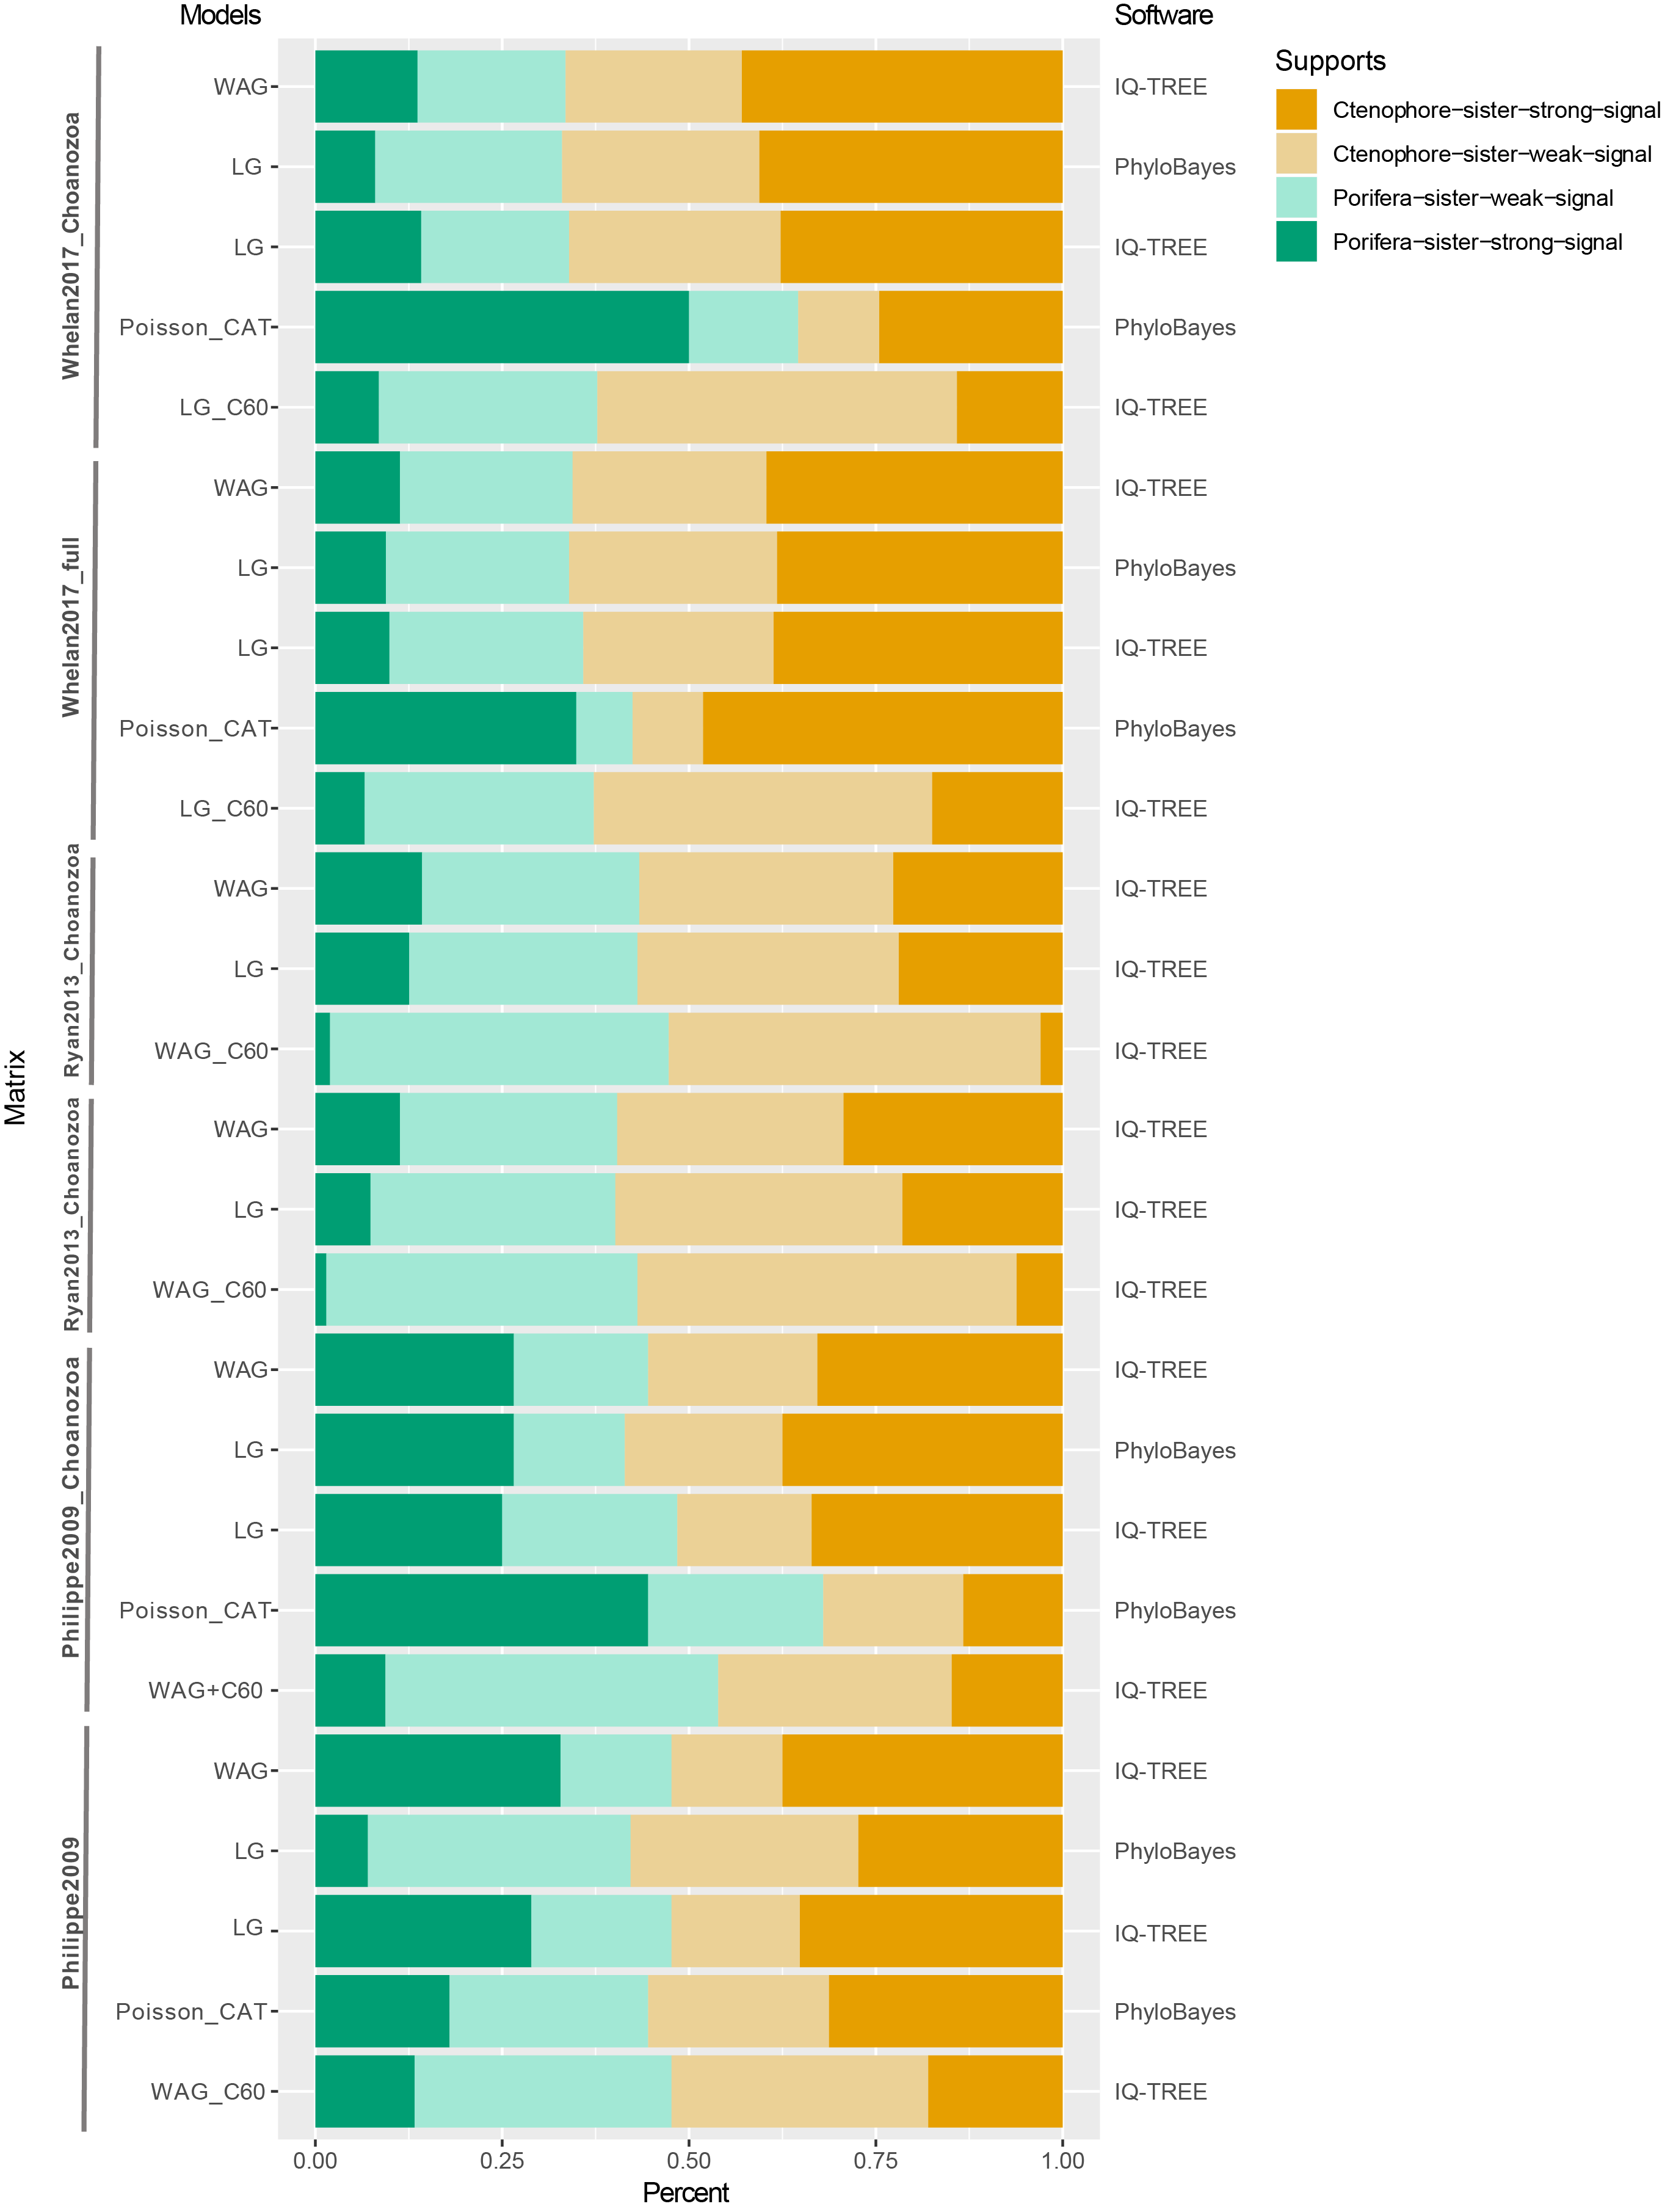 Models Software
Supports
Ctenophore-sister-strong-signal
Ctenophore-sister-weak-signal
Porifera-sister-weak-signal
Porifera-sister-strong-signal
Matrix
Whelan2017_Choanozoa
WAG IQ-TREE
LG PhyloBayes
LG IQ-TREE
Poisson_CAT PhyloBayes
LG_C60 IQ-TREE
Whelan2017_full
WAG IQ-TREE
LG PhyloBayes
LG IQ-TREE
Poisson_CAT PhyloBayes
LG_C60 IQ-TREE
Ryan2013_Choanozoa
WAG IQ-TREE
LG IQ-TREE
WAG_C60 IQ-TREE
Ryan2013_Choanozoa
WAG IQ-TREE
LG IQ-TREE
WAG_C60 IQ-TREE
Philippe2009_Choanozoa
WAG IQ-TREE
LG PhyloBayes
LG IQ-TREE
Poisson_CAT PhyloBayes
WAG+C60 IQ-TREE
Philippe2009
WAG IQ-TREE
LG PhyloBayes
LG IQ-TREE
Poisson_CAT PhyloBayes
WAG_C60 IQ-TREE
0.00 0.25 0.50 0.75 1.00
Percent